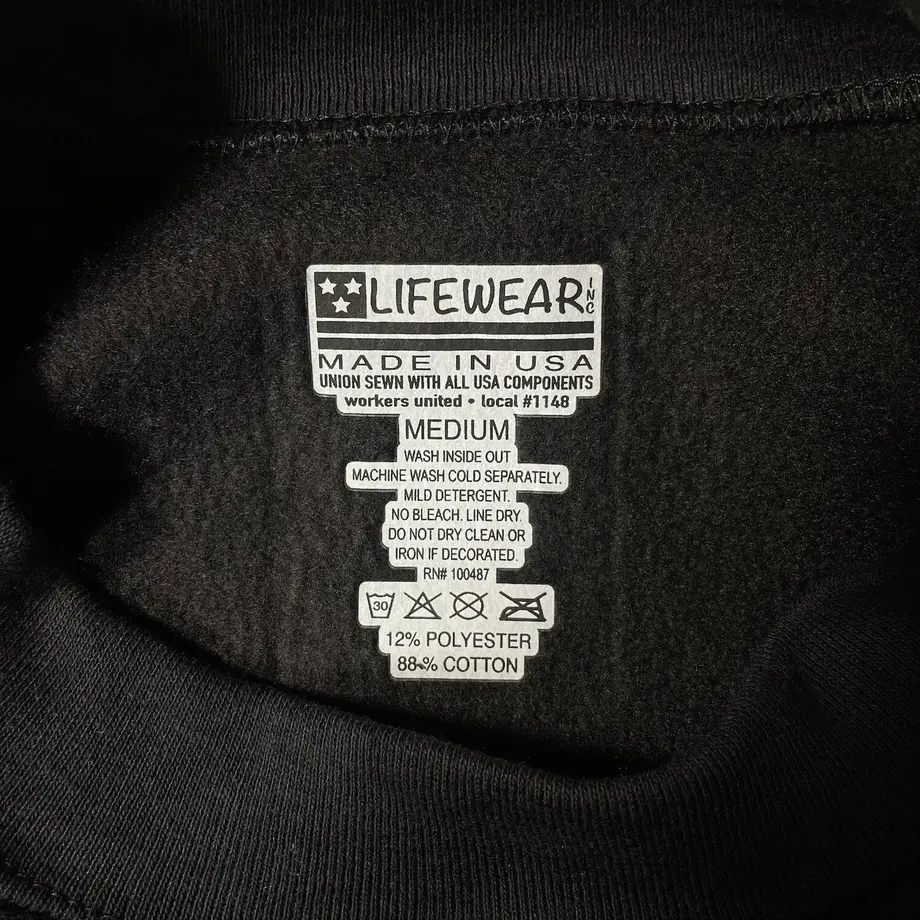 LIFEWEAR INC
MADE IN USA
UNION SEWN WITH ALL USA COMPONENTS
workers united • local #1148
MEDIUM
WASH INSIDE OUT
MACHINE WASH COLD SEPARATELY.
MILD DETERGENT.
NO BLEACH. LINE DRY.
DO NOT DRY CLEAN OR
IRON IF DECORATED.
RN# 100487
30
12% POLYESTER
88% COTTON